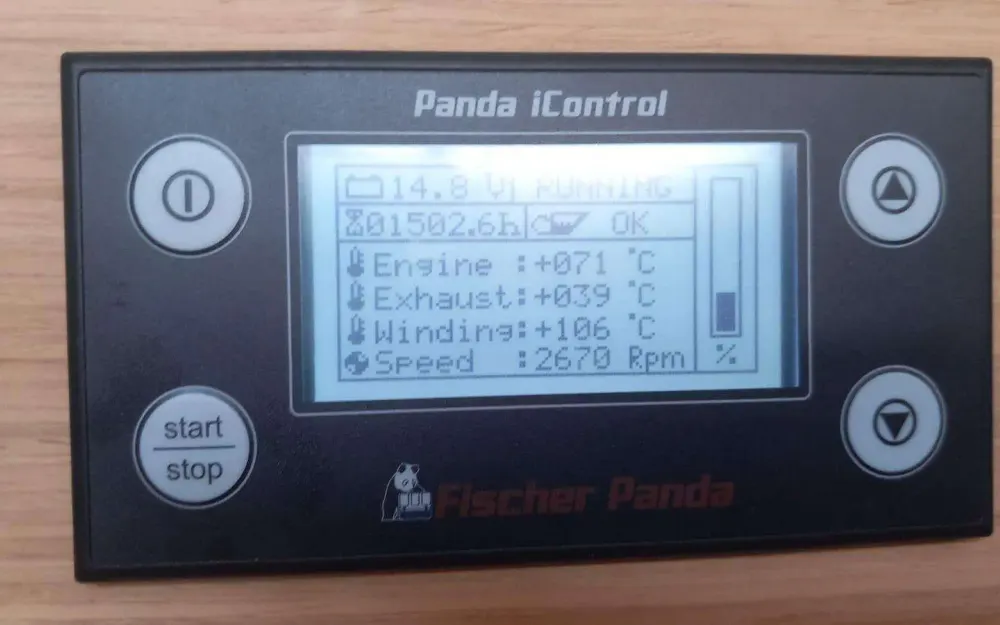 Panda iControl
14.8 V RUNNING
01502.6h OK
Engine :+071 °C
Exhaust:+039 °C
Winding:+106 °C
Speed :2670 Rpm
%
start
stop
Fischer Panda